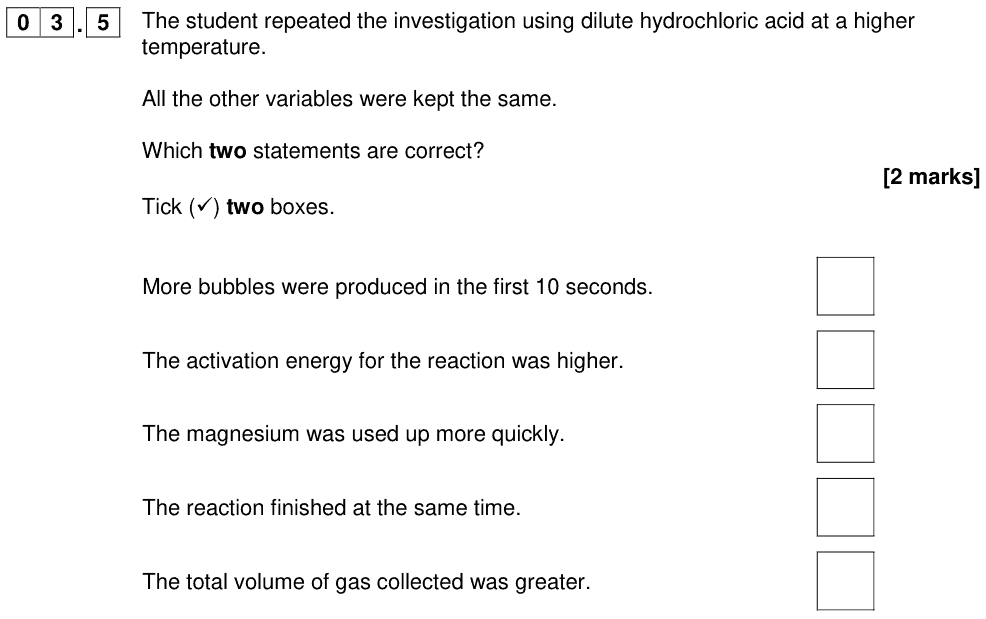 0 3 . 5 The student repeated the investigation using dilute hydrochloric acid at a higher
temperature.
All the other variables were kept the same.
Which two statements are correct?
[2 marks]
Tick (✓) two boxes.
More bubbles were produced in the first 10 seconds.
The activation energy for the reaction was higher.
The magnesium was used up more quickly.
The reaction finished at the same time.
The total volume of gas collected was greater.